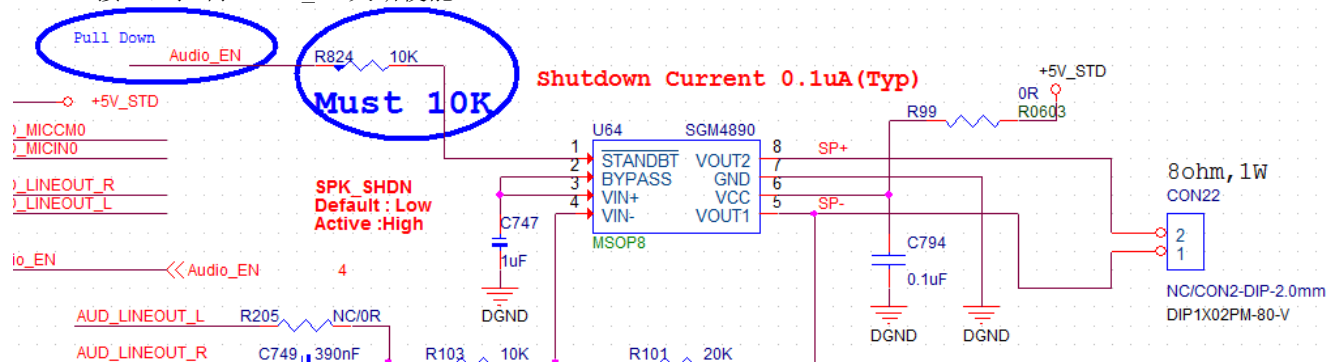 Pull Down
Audio_EN
R824
10K
Must 10K
Shutdown Current 0.1uA(Typ)
+5V_STD
0R
R99
R0603
+5V_STD
_MICCM0
_MICIN0
_LINEOUT_R
_LINEOUT_L
SPK_SHDN
Default : Low
Active :High
U64
SGM4890
1
2
3
4
STANDBT
BYPASS
VIN+
VIN-
VOUT2
GND
VCC
VOUT1
8
7
6
5
SP+
SP-
MSOP8
C747
1uF
DGND
C794
0.1uF
DGND
DGND
8ohm,1W
CON22
2
1
NC/CON2-DIP-2.0mm
DIP1X02PM-80-V
io_EN
Audio_EN
4
AUD_LINEOUT_L
R205
NC/0R
AUD_LINEOUT_R
C749
390nF
R103
10K
R101
20K